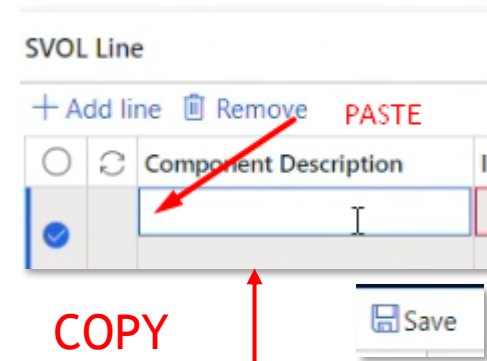 SVOL Line
+ Add line Remove PASTE
Component Description
COPY
Save